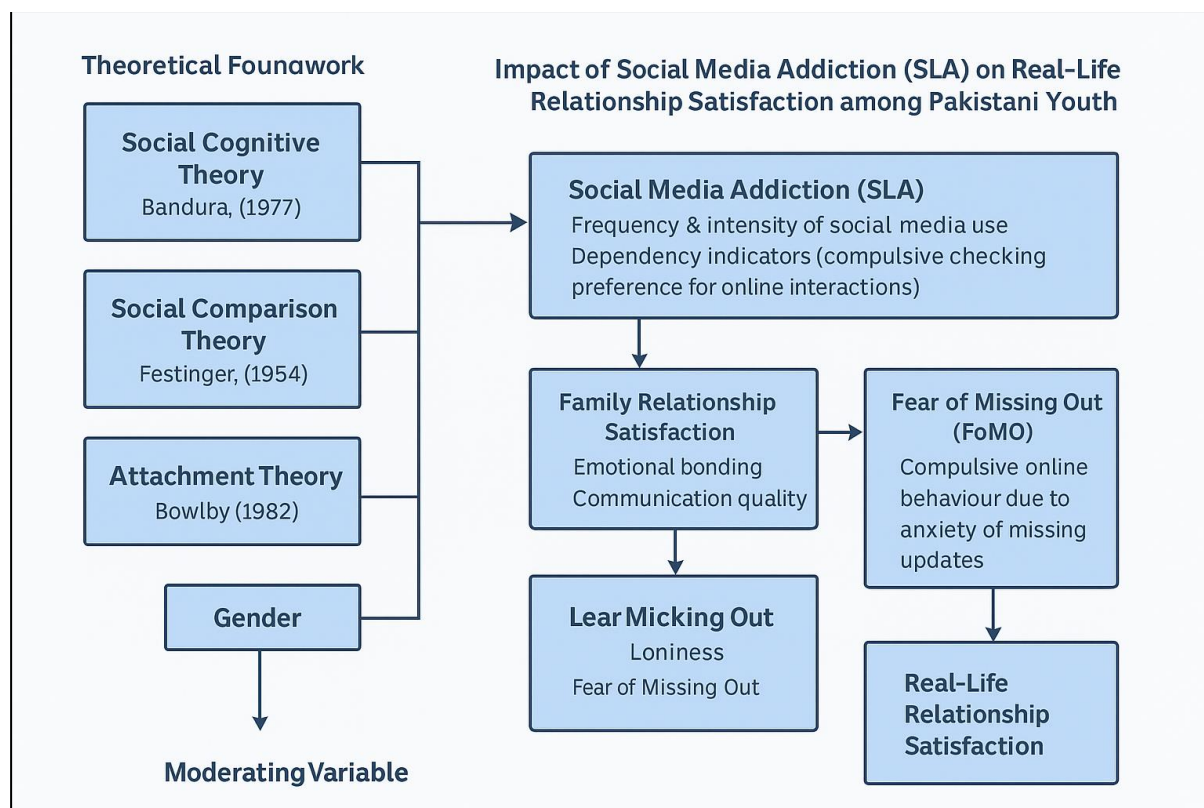 Theoretical Founawork
Social Cognitive
Theory
Bandura, (1977)
Social Comparison
Theory
Festinger, (1954)
Attachment Theory
Bowlby (1982)
Gender
Moderating Variable
Impact of Social Media Addiction (SLA) on Real-Life
Relationship Satisfaction among Pakistani Youth
Social Media Addiction (SLA)
Frequency & intensity of social media use
Dependency indicators (compulsive checking
preference for online interactions)
Family Relationship
Satisfaction
Emotional bonding
Communication quality
Fear of Missing Out
(FoMO)
Compulsive online
behaviour due to
anxiety of missing
updates
Lear Micking Out
Loniness
Fear of Missing Out
Real-Life
Relationship
Satisfaction